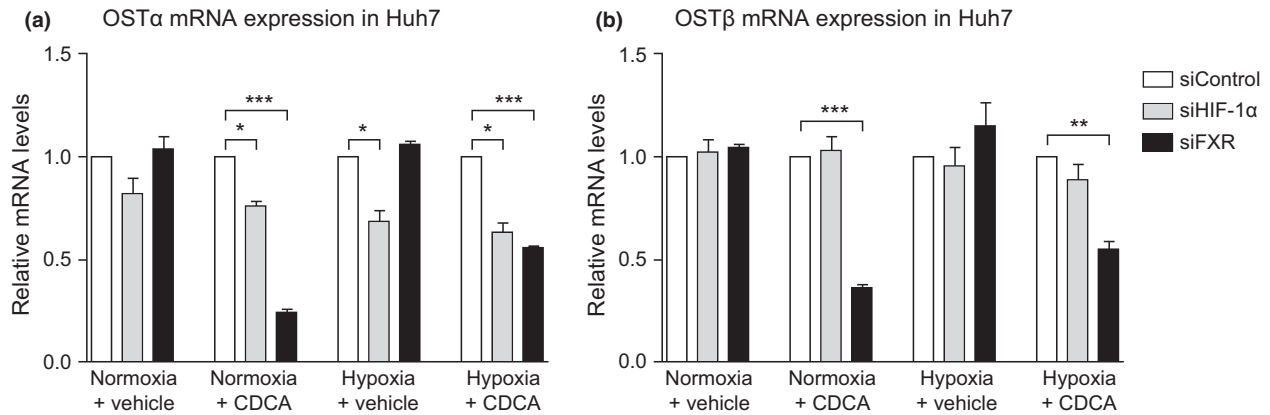 (a) OSTα mRNA expression in Huh7
Relative mRNA levels
1.5
1.0
0.5
0.0
***
*
*
***
*
Normoxia + vehicle
Normoxia + CDCA
Hypoxia + vehicle
Hypoxia + CDCA
(b) OSTβ mRNA expression in Huh7
Relative mRNA levels
1.5
1.0
0.5
0.0
***
**
Normoxia + vehicle
Normoxia + CDCA
Hypoxia + vehicle
Hypoxia + CDCA
siControl
siHIF-1α
siFXR